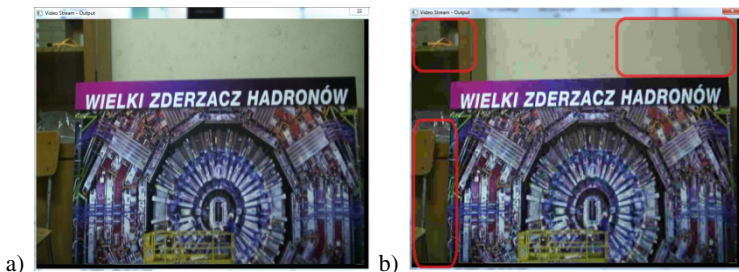 Video Stream - Output
WIELKI ZDERZACZ HADRONÓW
a)
Video Stream - Output
WIELKI ZDERZACZ HADRONÓW
b)